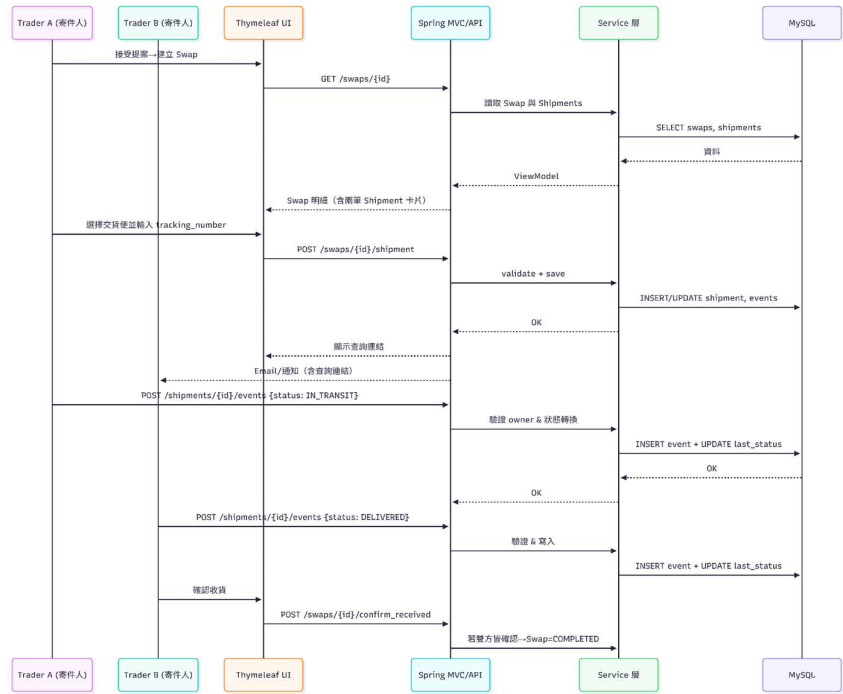 Trader A (寄件人)
Trader B (寄件人)
Thymeleaf UI
Spring MVC/API
Service 層
MySQL
接受提案→建立 Swap
GET /swaps/{id}
讀取 Swap 與 Shipments
SELECT swaps, shipments
資料
ViewModel
Swap 明細（含兩筆 Shipment 卡片）
選擇交貨便並輸入 tracking_number
POST /swaps/{id}/shipment
validate + save
INSERT/UPDATE shipment, events
OK
顯示查詢連結
Email/通知（含查詢連結）
POST /shipments/{id}/events {status: IN_TRANSIT}
驗證 owner & 狀態轉換
INSERT event + UPDATE last_status
OK
OK
POST /shipments/{id}/events {status: DELIVERED}
驗證 & 寫入
INSERT event + UPDATE last_status
確認收貨
POST /swaps/{id}/confirm_received
若雙方皆確認→Swap=COMPLETED
Trader A (寄件人)
Trader B (寄件人)
Thymeleaf UI
Spring MVC/API
Service 層
MySQL